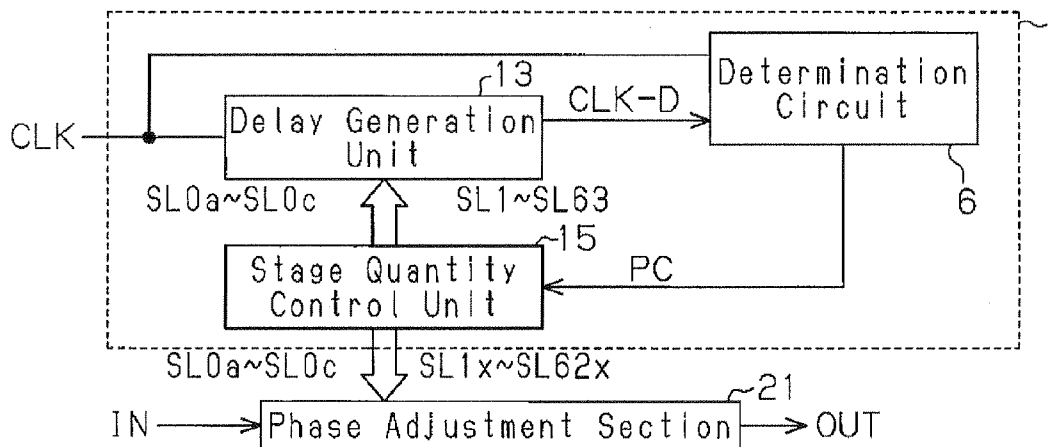 13
Determination
Circuit
CLK
Delay Generation
Unit
CLK-D
6
SL0a~SL0c
SL1~SL63
15
Stage Quantity
Control Unit
PC
SL0a~SL0c
SL1x~SL62x
21
IN
Phase Adjustment Section
OUT